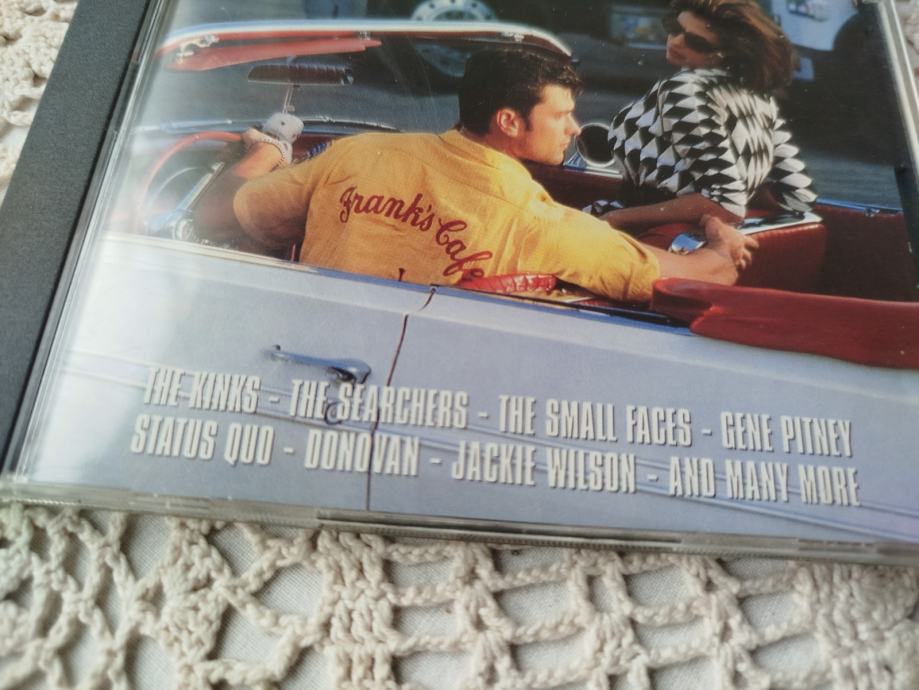 Frank's
Cafe
THE KINKS - THE SEARCHERS - THE SMALL FACES - GENE PITNEY
STATUS QUO - DONOVAN - JACKIE WILSON - AND MANY MORE